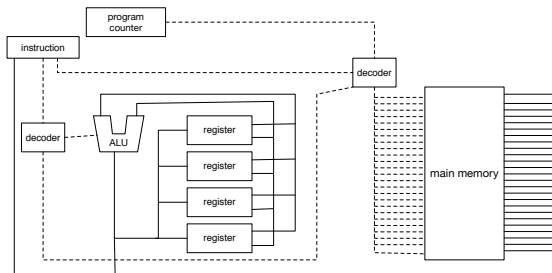 program
counter
instruction
decoder
decoder
ALU
register
register
register
register
main memory